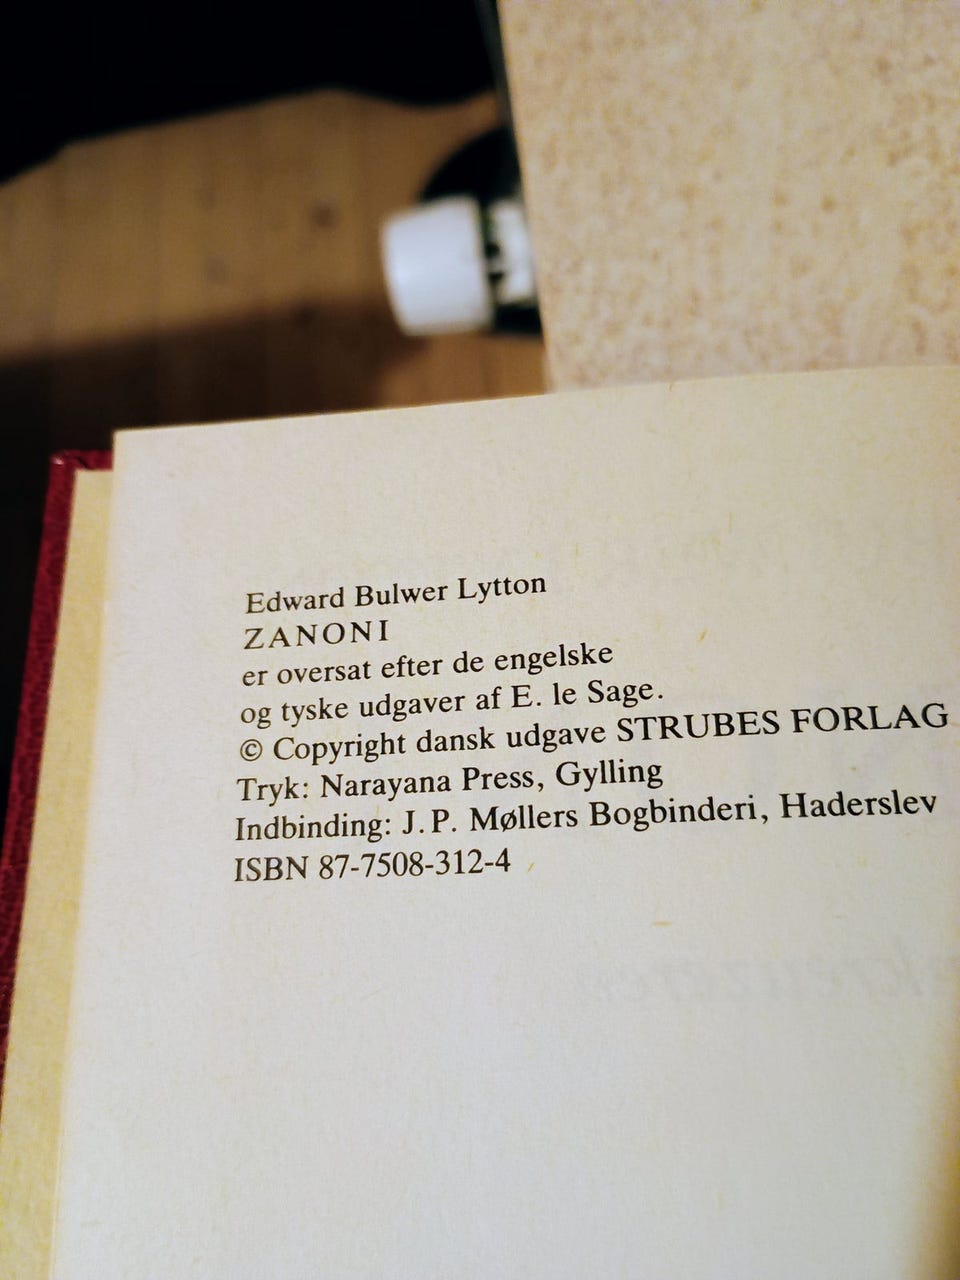 Edward Bulwer Lytton
ZANONI
er oversat efter de engelske
og tyske udgaver af E. le Sage.
© Copyright dansk udgave STRUBES FORLAG
Tryk: Narayana Press, Gylling
Indbinding: J.P. Møllers Bogbinderi, Haderslev
ISBN 87-7508-312-4